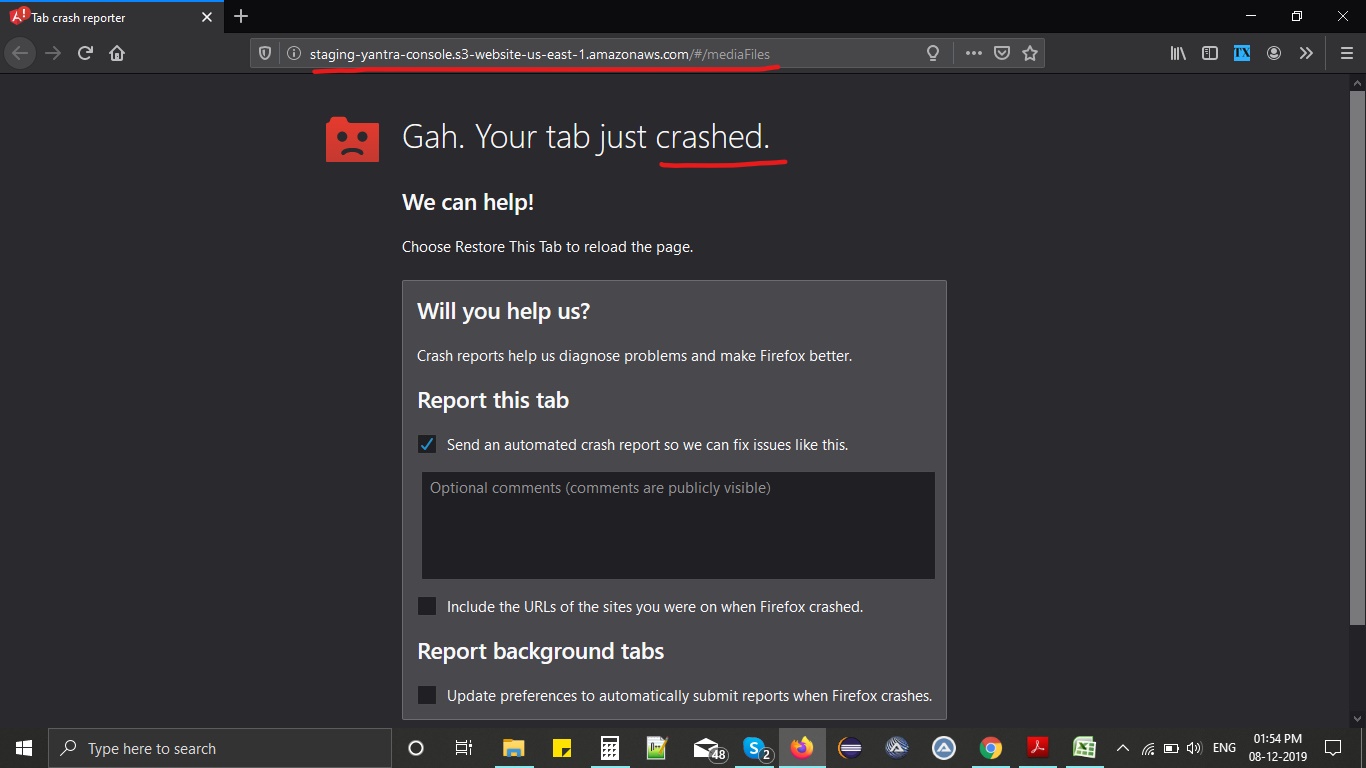 Tab crash reporter
staging-yantra-console.s3-website-us-east-1.amazonaws.com/#/mediaFiles
Gah. Your tab just crashed.
We can help!
Choose Restore This Tab to reload the page.
Will you help us?
Crash reports help us diagnose problems and make Firefox better.
Report this tab
Send an automated crash report so we can fix issues like this.
Optional comments (comments are publicly visible)
Include the URLs of the sites you were on when Firefox crashed.
Report background tabs
Update preferences to automatically submit reports when Firefox crashes.
Type here to search
48
2
ENG
01:54 PM
08-12-2019